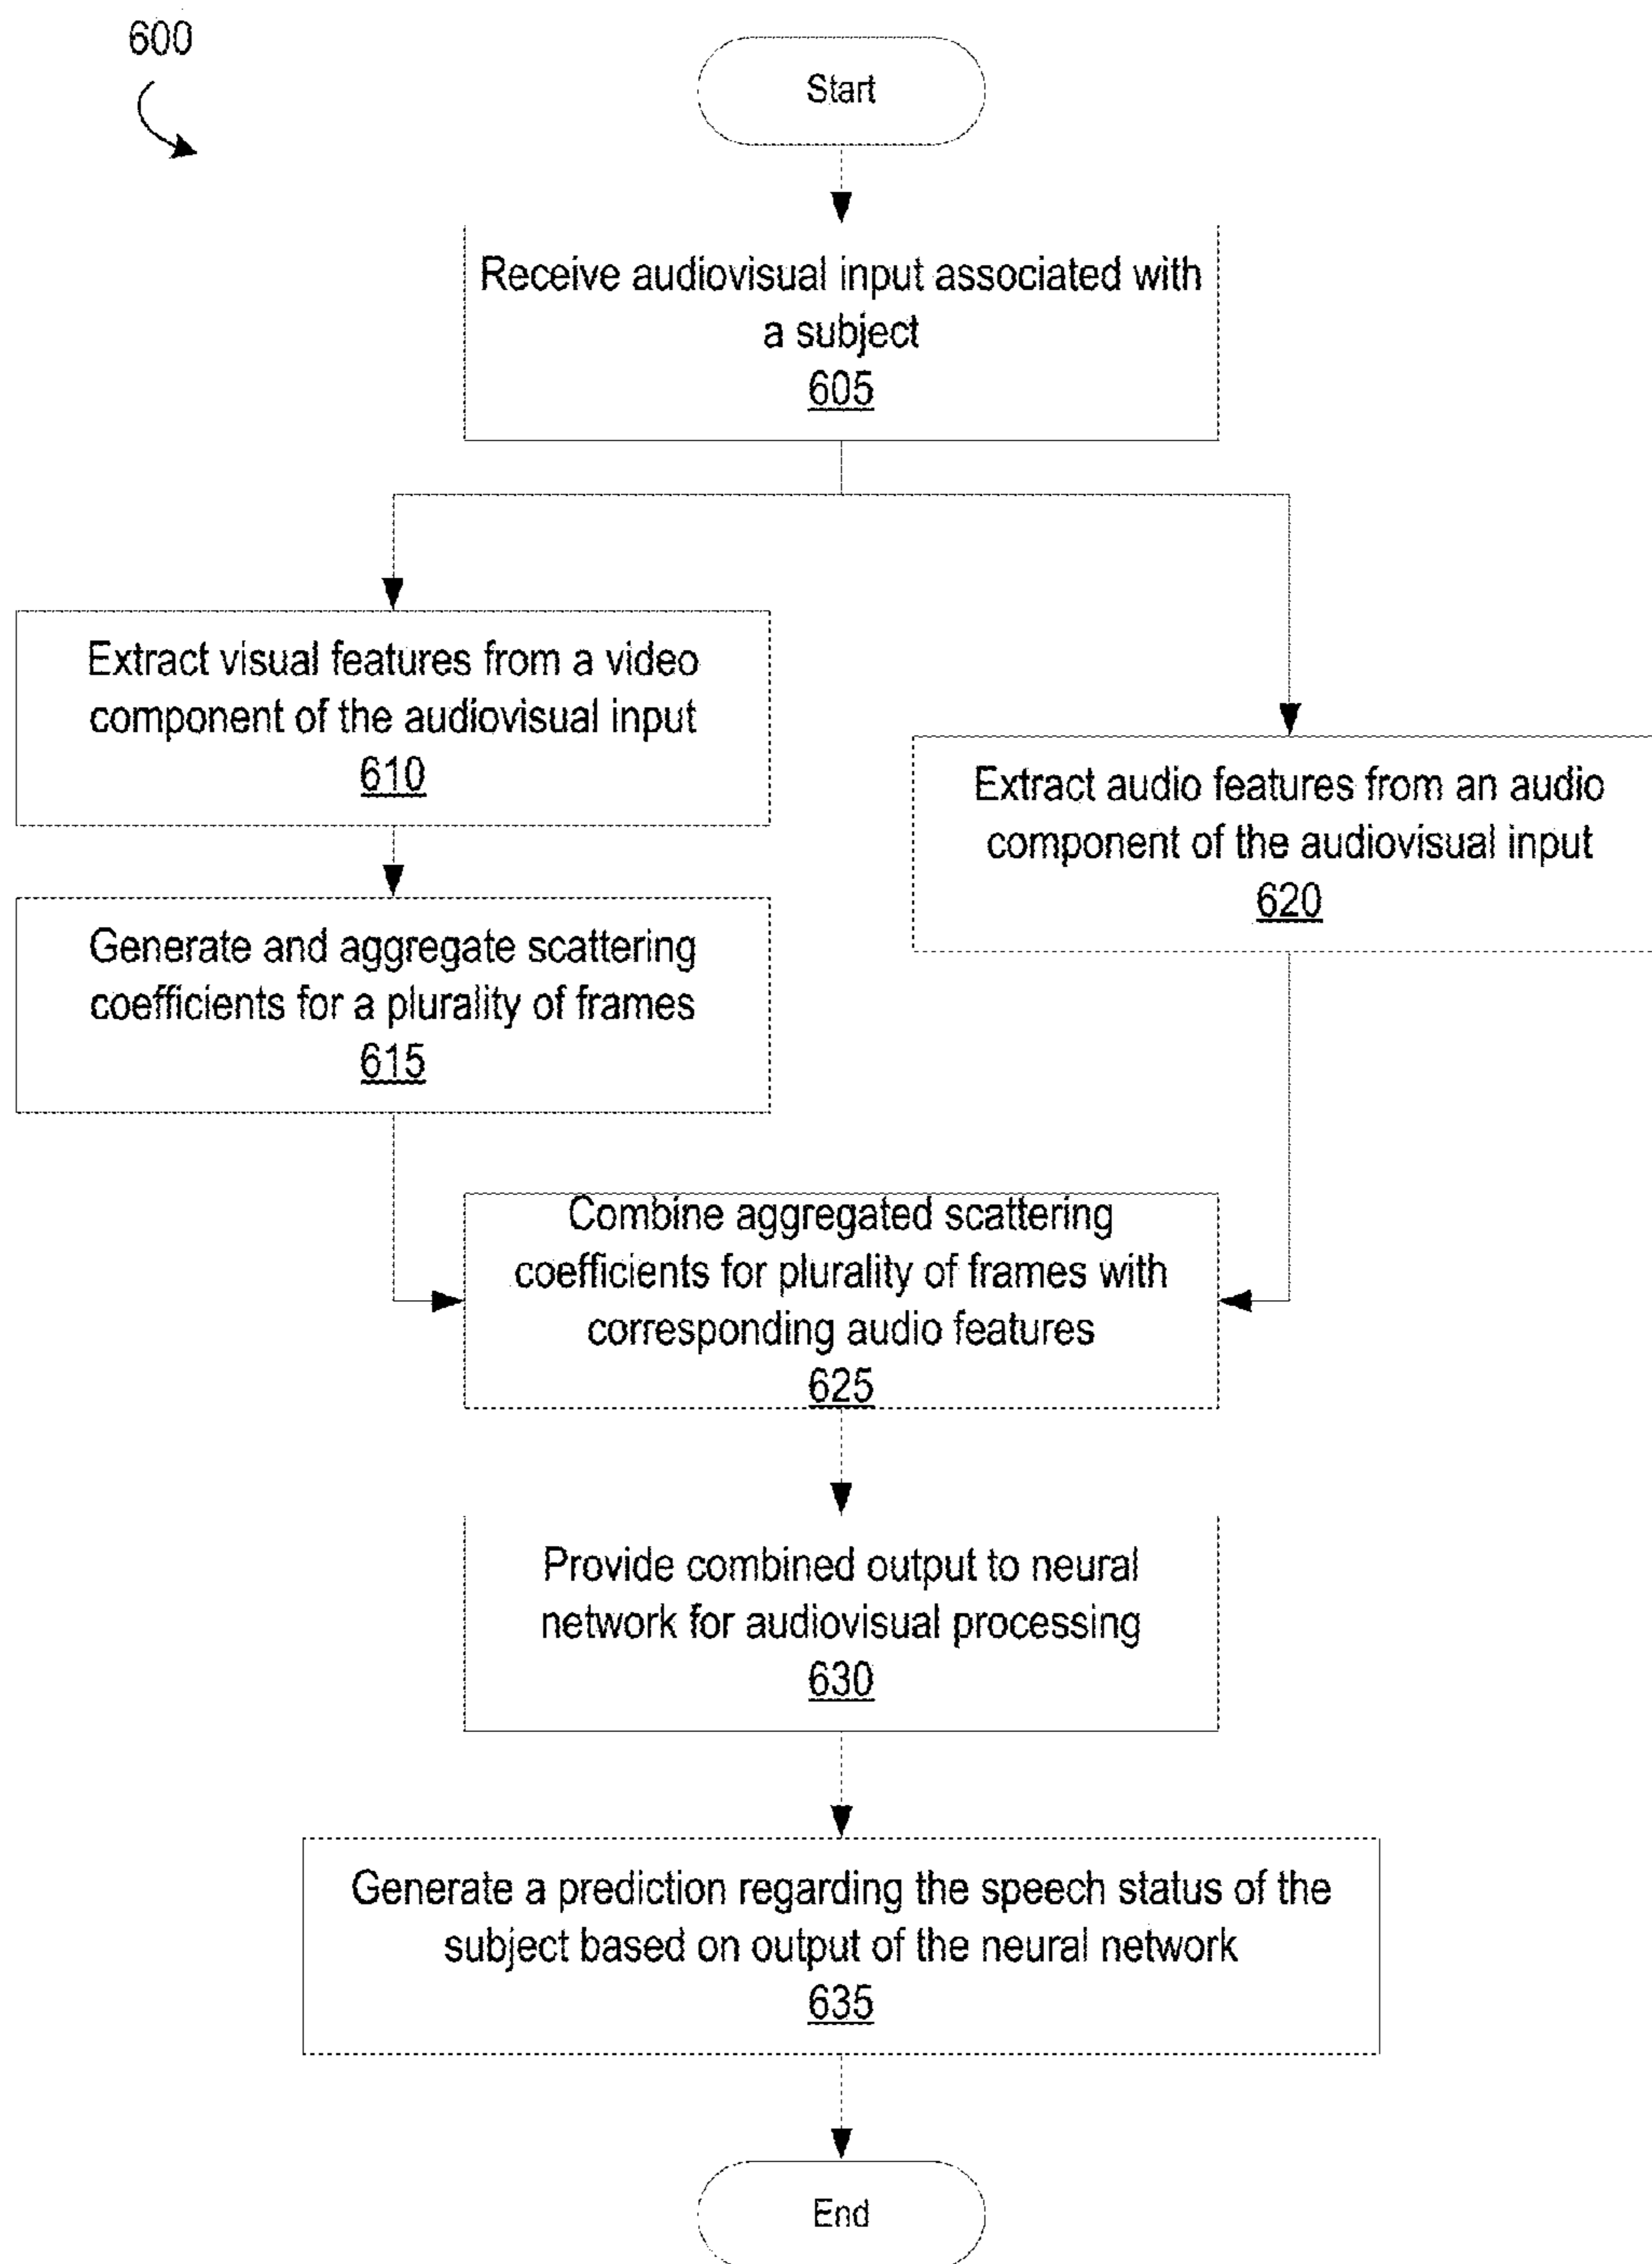 600
Start
Receive audiovisual input associated with
a subject
605
Extract visual features from a video
component of the audiovisual input
610
Extract audio features from an audio
component of the audiovisual input
620
Generate and aggregate scattering
coefficients for a plurality of frames
615
Combine aggregated scattering
coefficients for plurality of frames with
corresponding audio features
625
Provide combined output to neural
network for audiovisual processing
630
Generate a prediction regarding the speech status of the
subject based on output of the neural network
635
End